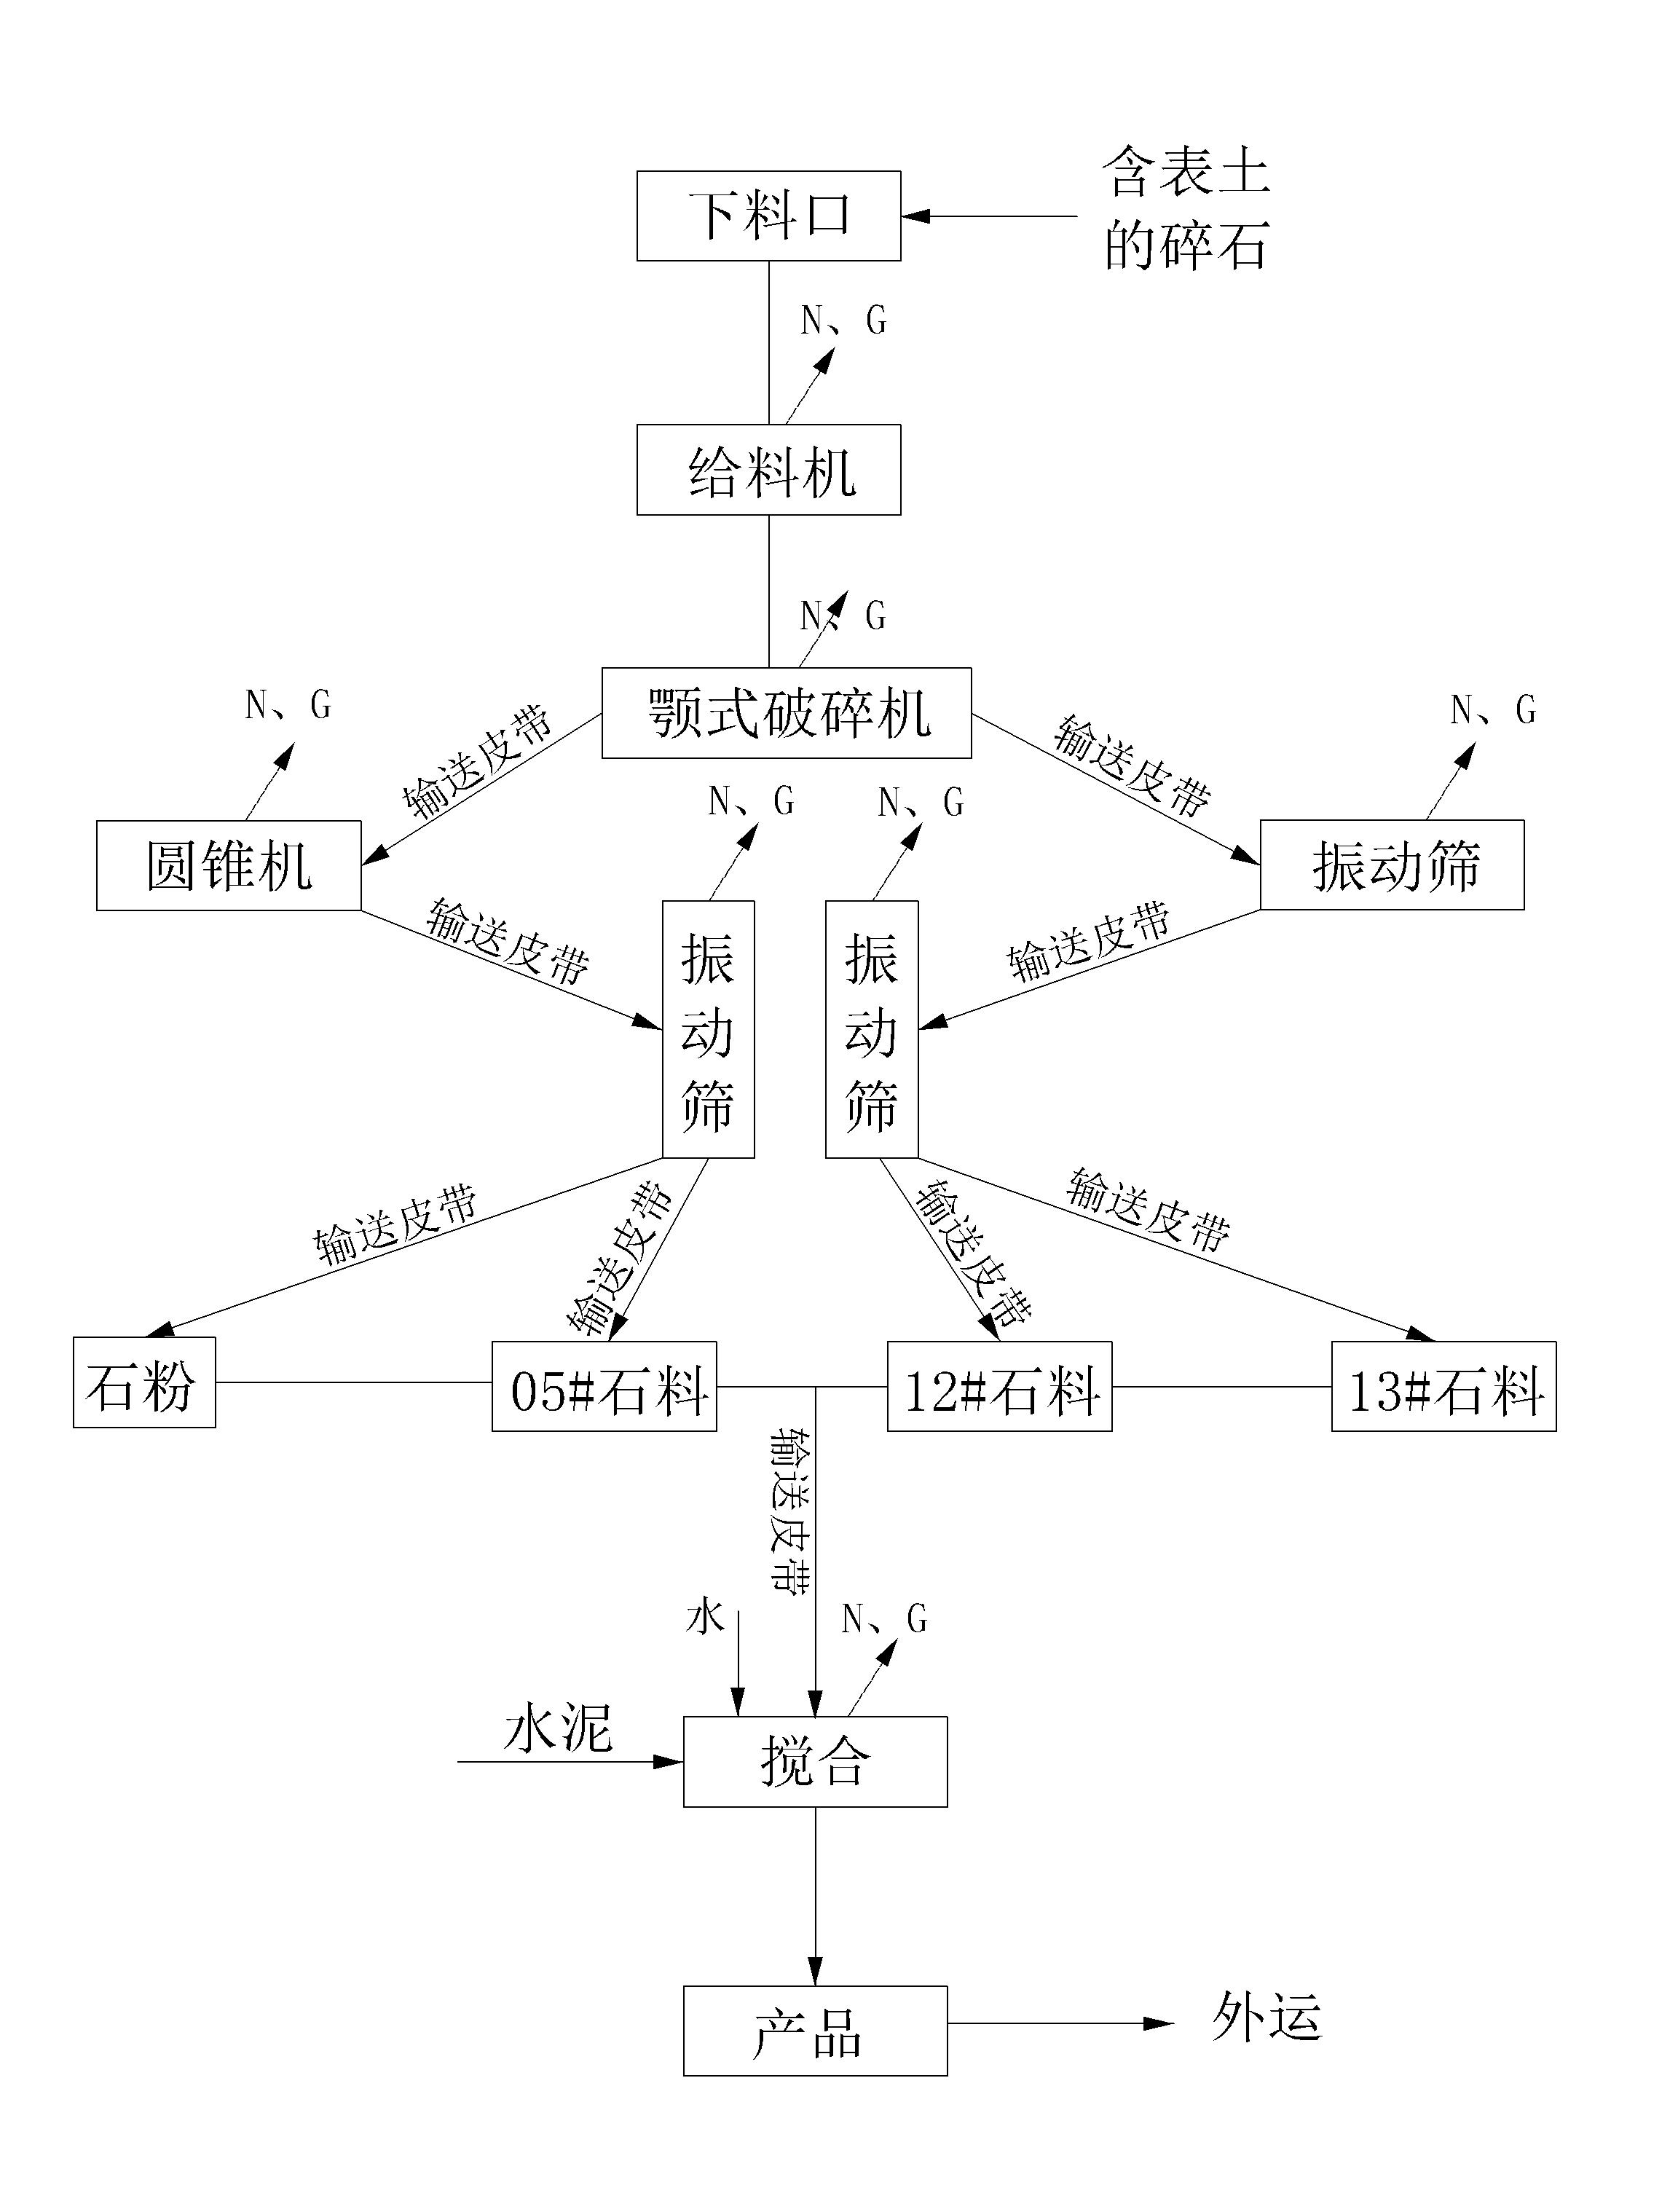 含表土
的碎石
下料口
N、G
给料机
N、G
颚式破碎机
N、G
输送皮带
输送皮带
N、G
圆锥机
N、G
N、G
振动筛
输送皮带
振动筛
振动筛
输送皮带
输送皮带
输送皮带
输送皮带
输送皮带
石粉
05#石料
12#石料
13#石料
输送皮带
水
N、G
水泥
搅合
产品
外运